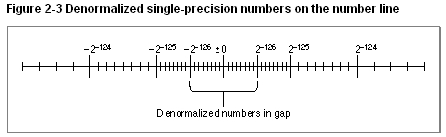 Figure 2-3 Denormalized single-precision numbers on the number line
-2⁻¹²⁴ -2⁻¹²⁵ -2⁻¹²⁶ ±0 2⁻¹²⁶ 2⁻¹²⁵ 2⁻¹²⁴
Denormalized numbers in gap